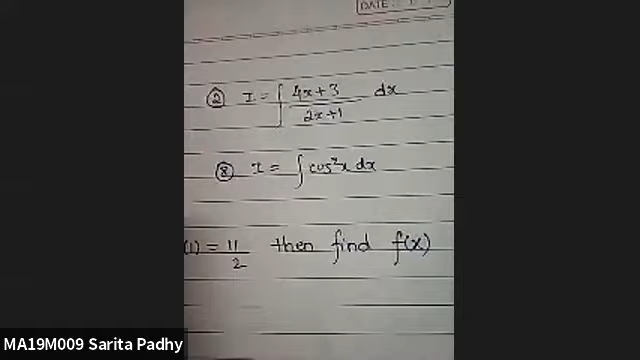 DATE
② I = ∫ 4x+3 / 2x+1 dx
⑧ I = ∫ cos²x dx
(1) = 11/2 then find f(x)
MA19M009 Sarita Padhy